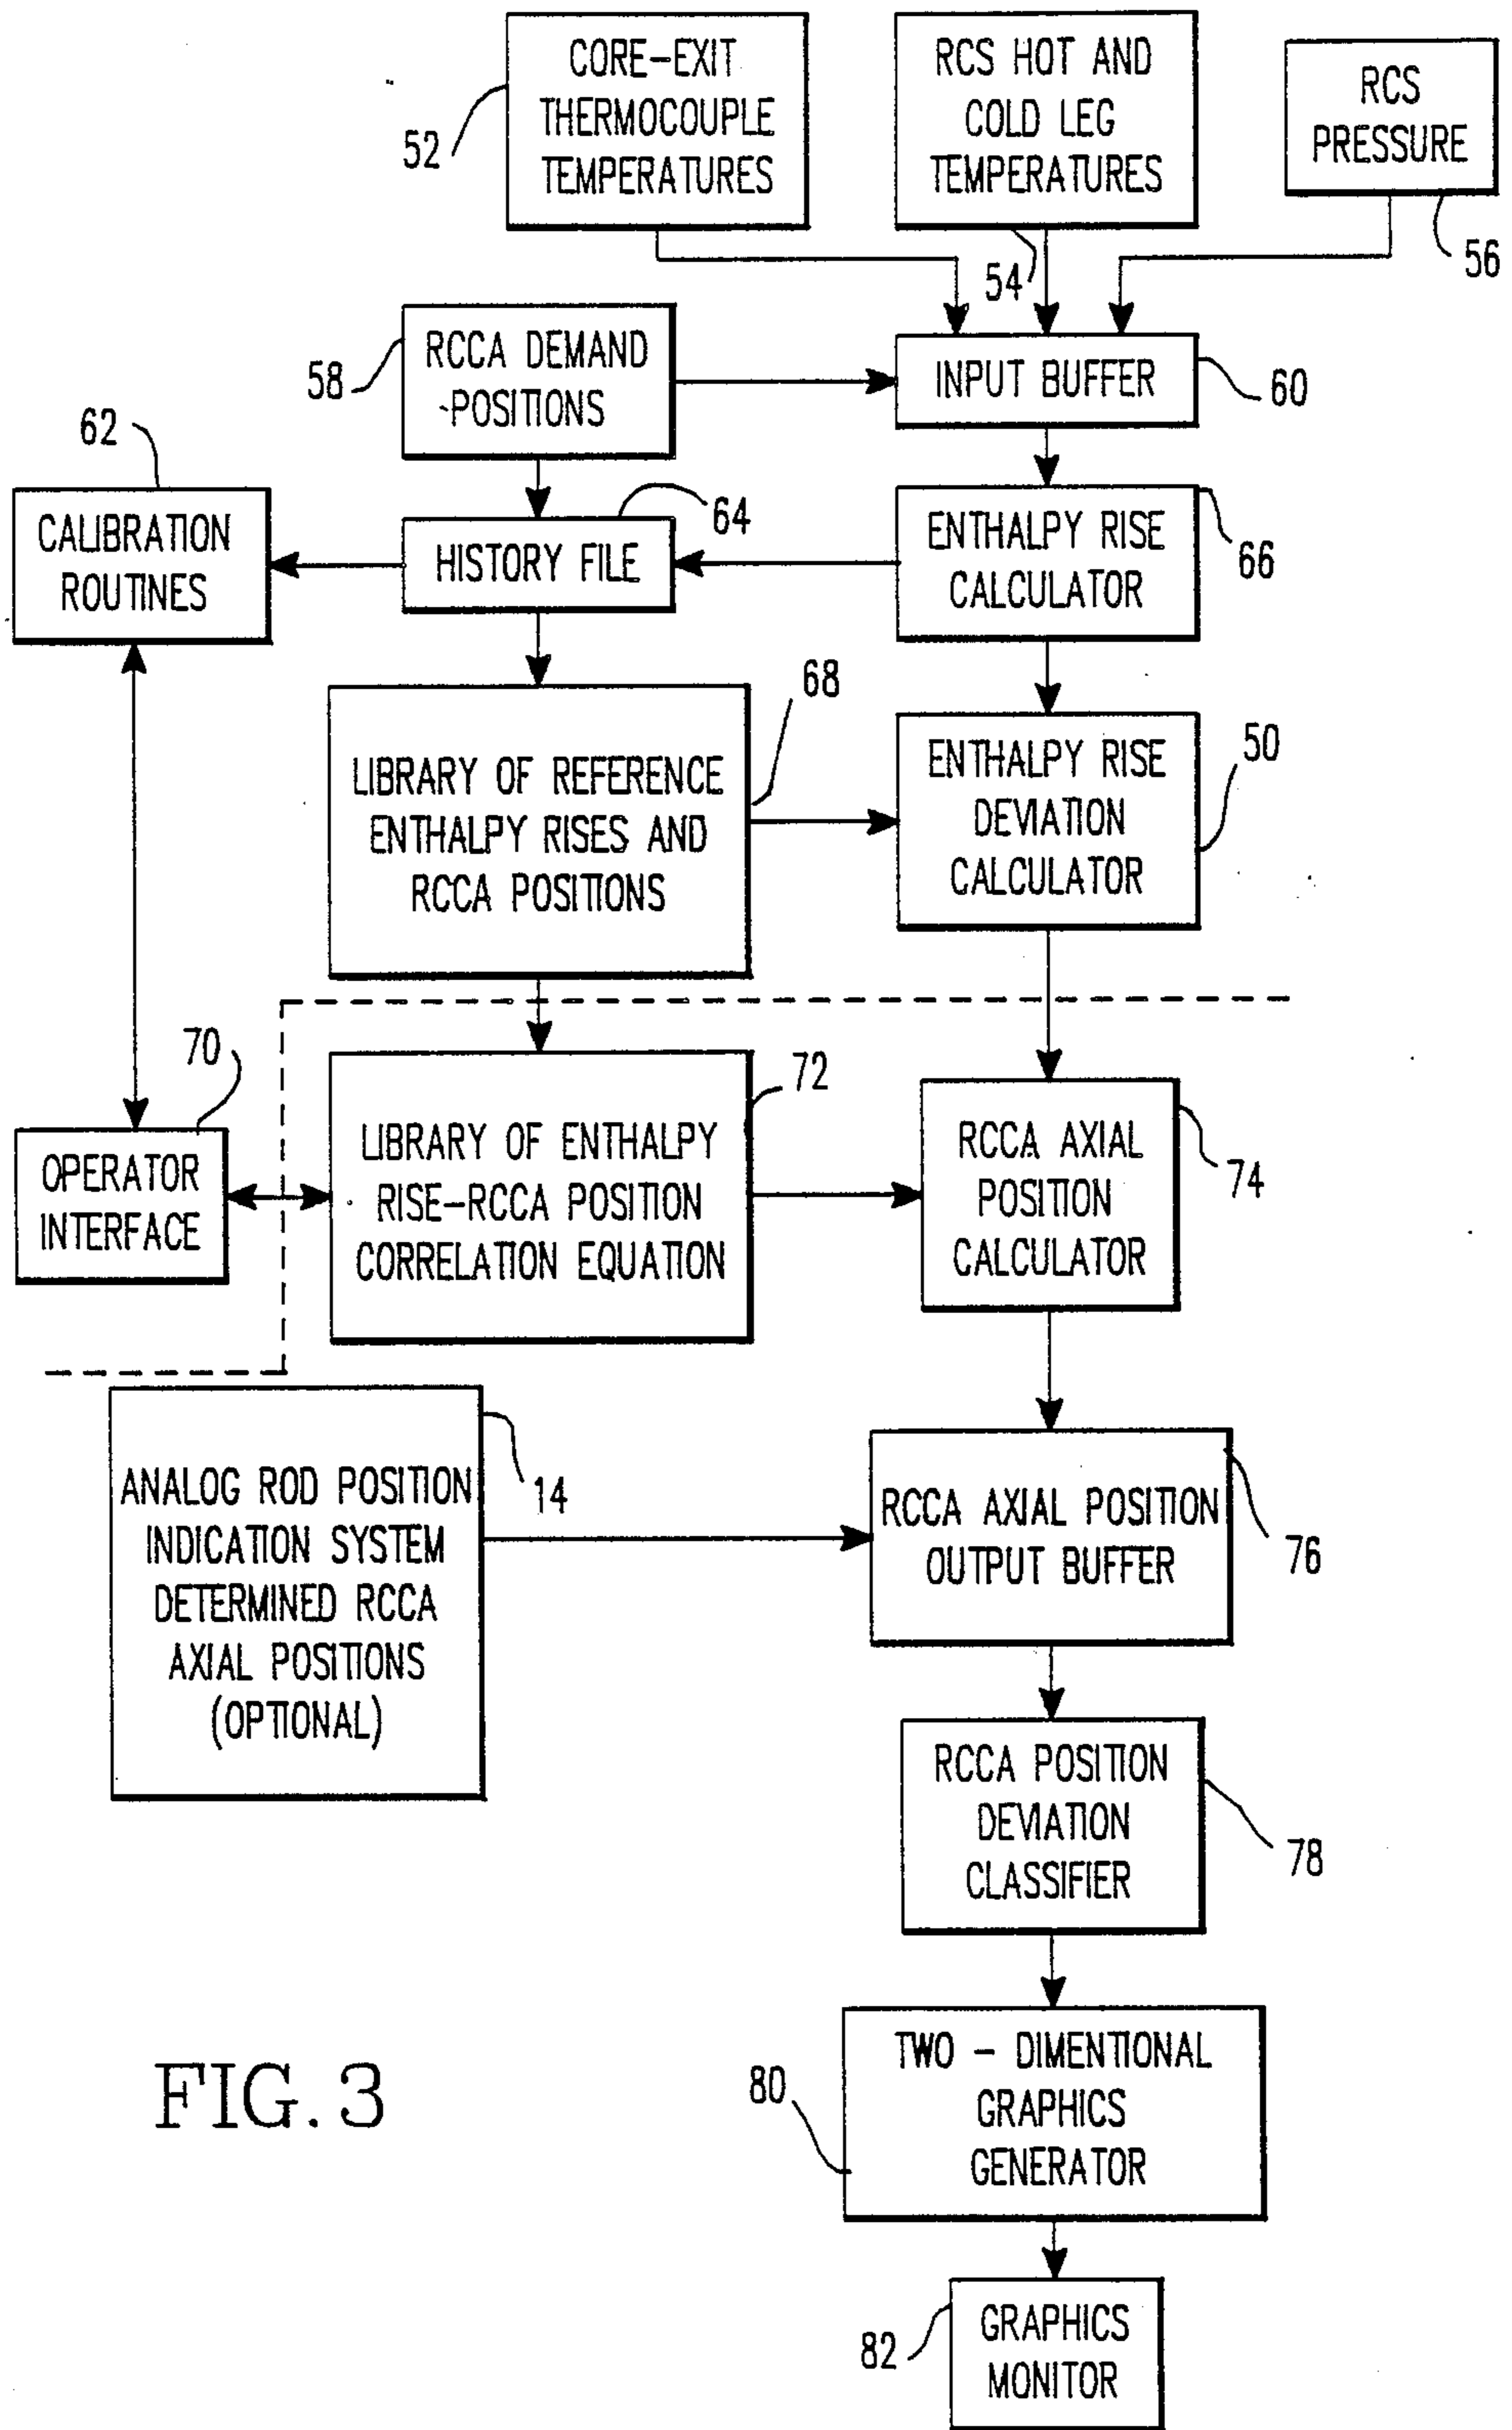 CORE-EXIT
THERMOCOUPLE
TEMPERATURES
52
RCS HOT AND
COLD LEG
TEMPERATURES
54
RCS
PRESSURE
56
RCCA DEMAND
-POSITIONS
58
INPUT BUFFER
60
62
CALIBRATION
ROUTINES
HISTORY FILE
64
ENTHALPY RISE
CALCULATOR
66
LIBRARY OF REFERENCE
ENTHALPY RISES AND
RCCA POSITIONS
68
ENTHALPY RISE
DEVIATION
CALCULATOR
50
70
OPERATOR
INTERFACE
LIBRARY OF ENTHALPY
RISE-RCCA POSITION
CORRELATION EQUATION
72
RCCA AXIAL
POSITION
CALCULATOR
74
ANALOG ROD POSITION
INDICATION SYSTEM
DETERMINED RCCA
AXIAL POSITIONS
(OPTIONAL)
14
RCCA AXIAL POSITION
OUTPUT BUFFER
76
RCCA POSITION
DEVIATION
CLASSIFIER
78
TWO - DIMENTIONAL
GRAPHICS
GENERATOR
80
GRAPHICS
MONITOR
82
FIG. 3